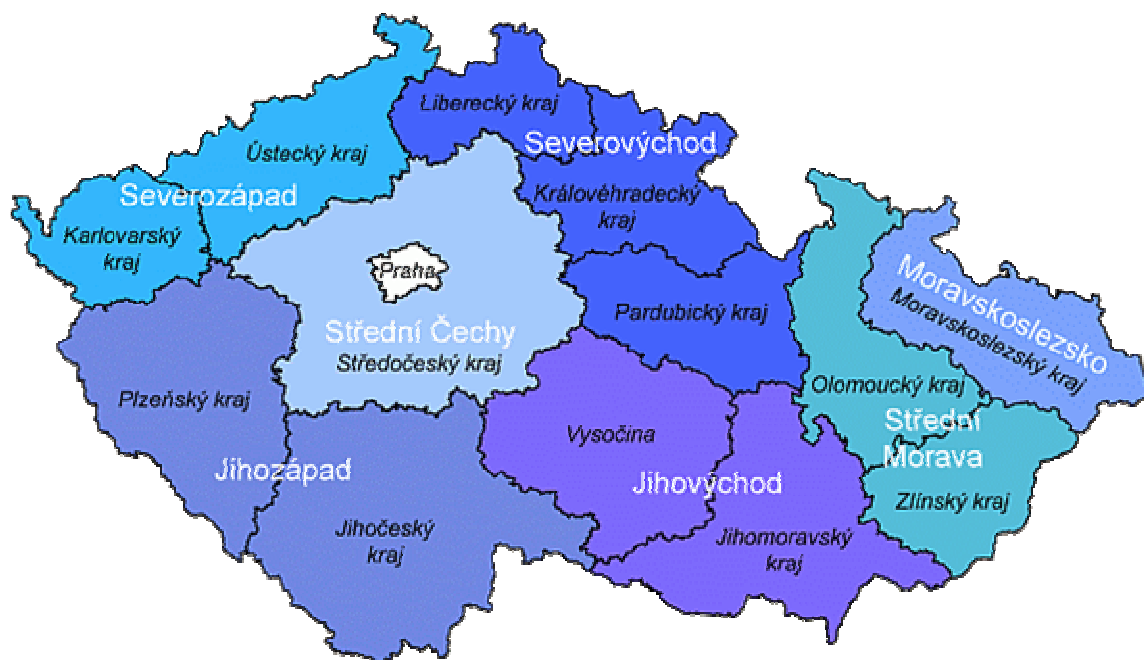 Liberecký kraj
Severovýchod
Ústecký kraj
Severozápad
Královéhradecký
kraj
Karlovarský
kraj
Praha
Moravskoslezsko
Moravskoslezský kraj
Pardubický kraj
Střední Čechy
Středočeský kraj
Olomoucký kraj
Plzeňský kraj
Vysočina
Střední
Morava
Jihozápad
Jihovýchod
Zlínský kraj
Jihočeský
kraj
Jihomoravský
kraj